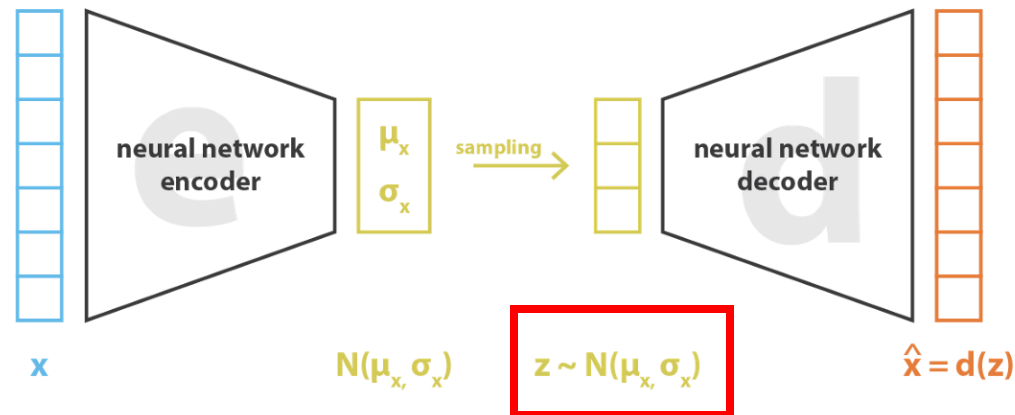 e
neural network
encoder
μₓ
σₓ
sampling
d
neural network
decoder
x
N(μₓ, σₓ)
z ~ N(μₓ, σₓ)
x̂ = d(z)